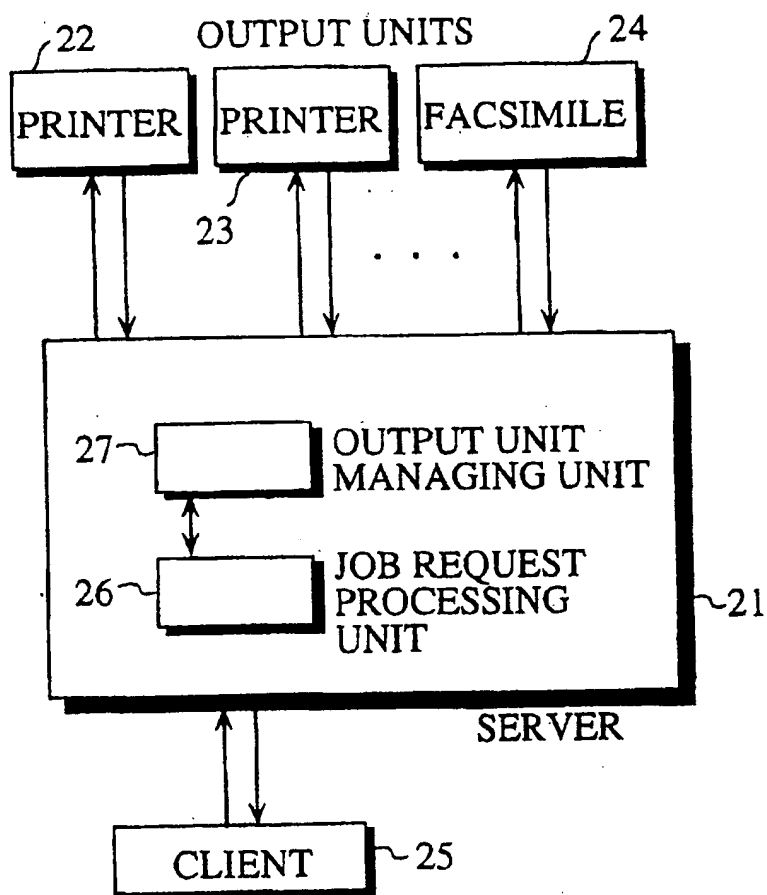 22
OUTPUT UNITS
24
PRINTER
PRINTER
FACSIMILE
23
. . .
27
OUTPUT UNIT
MANAGING UNIT
26
JOB REQUEST
PROCESSING
UNIT
21
SERVER
CLIENT
25